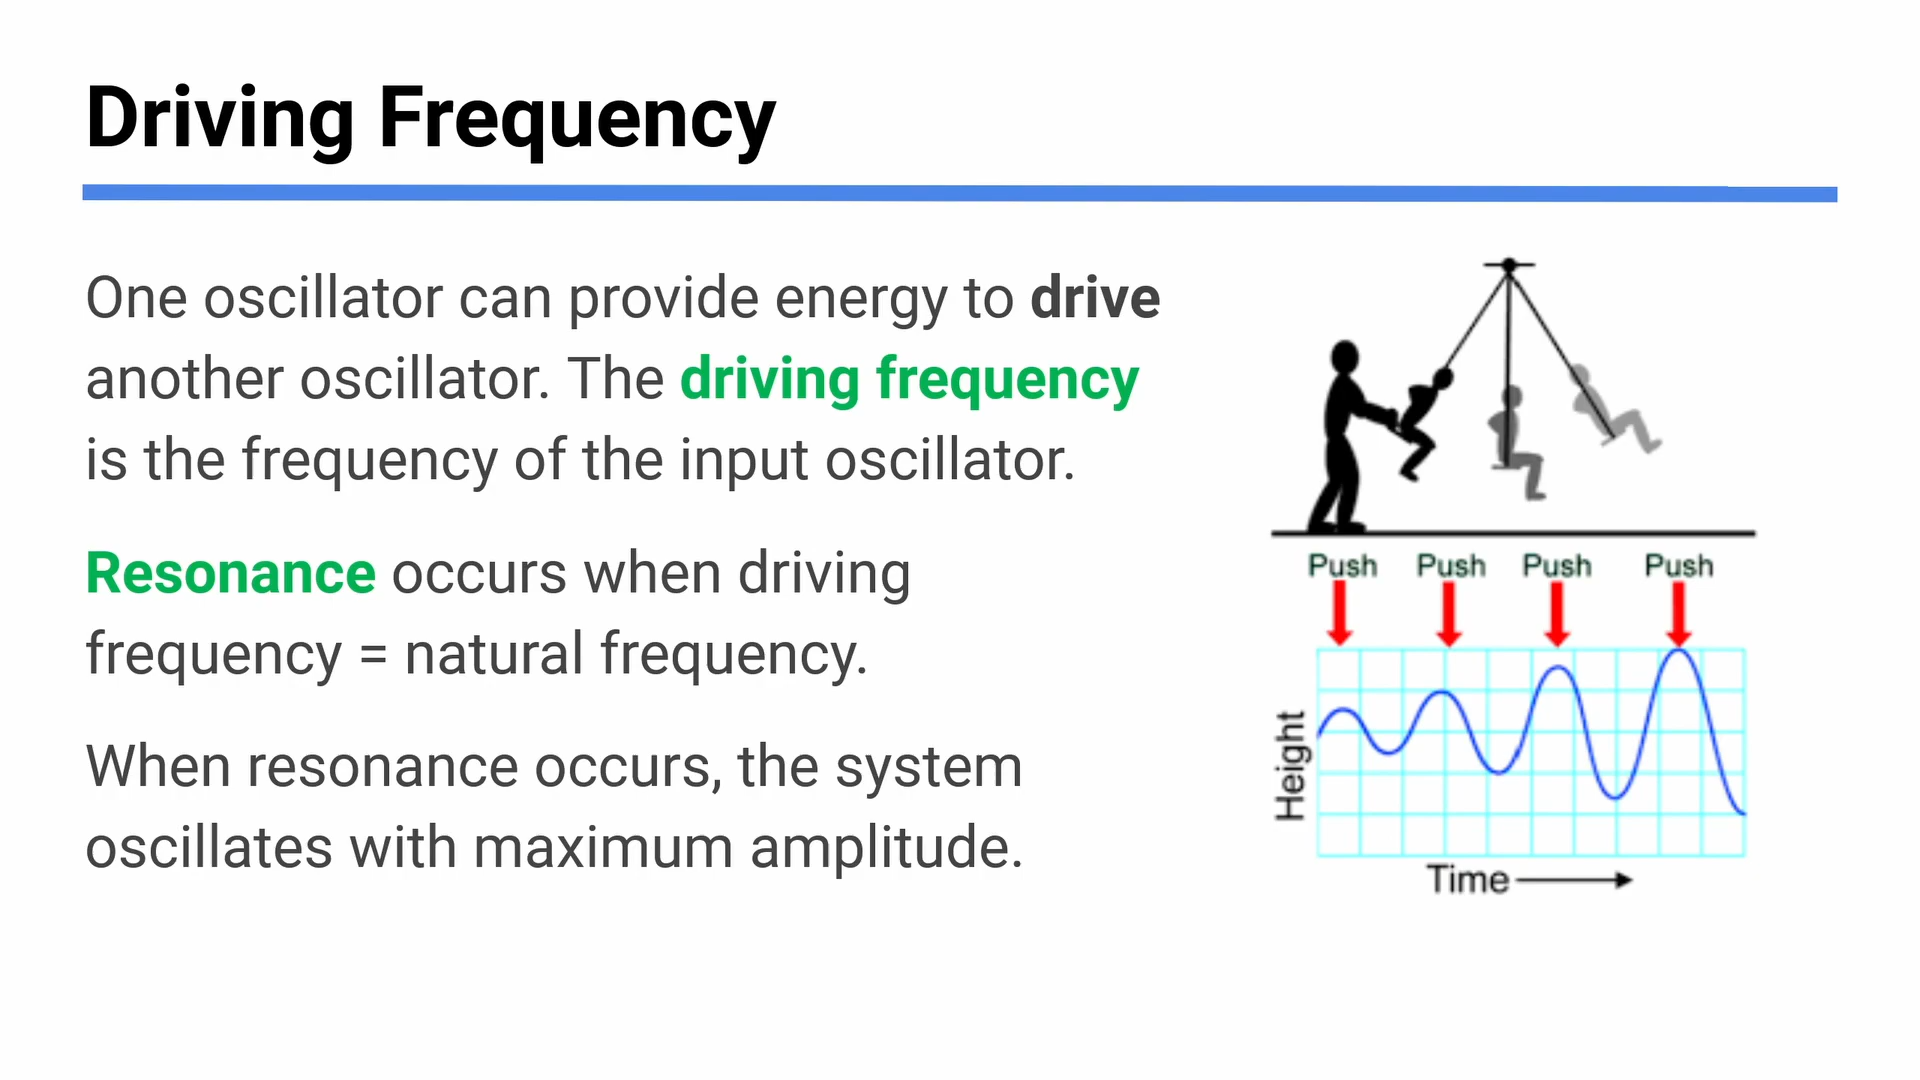 Driving Frequency
One oscillator can provide energy to drive
another oscillator. The driving frequency
is the frequency of the input oscillator.
Resonance occurs when driving
frequency = natural frequency.
When resonance occurs, the system
oscillates with maximum amplitude.
Push Push Push Push
Height
Time